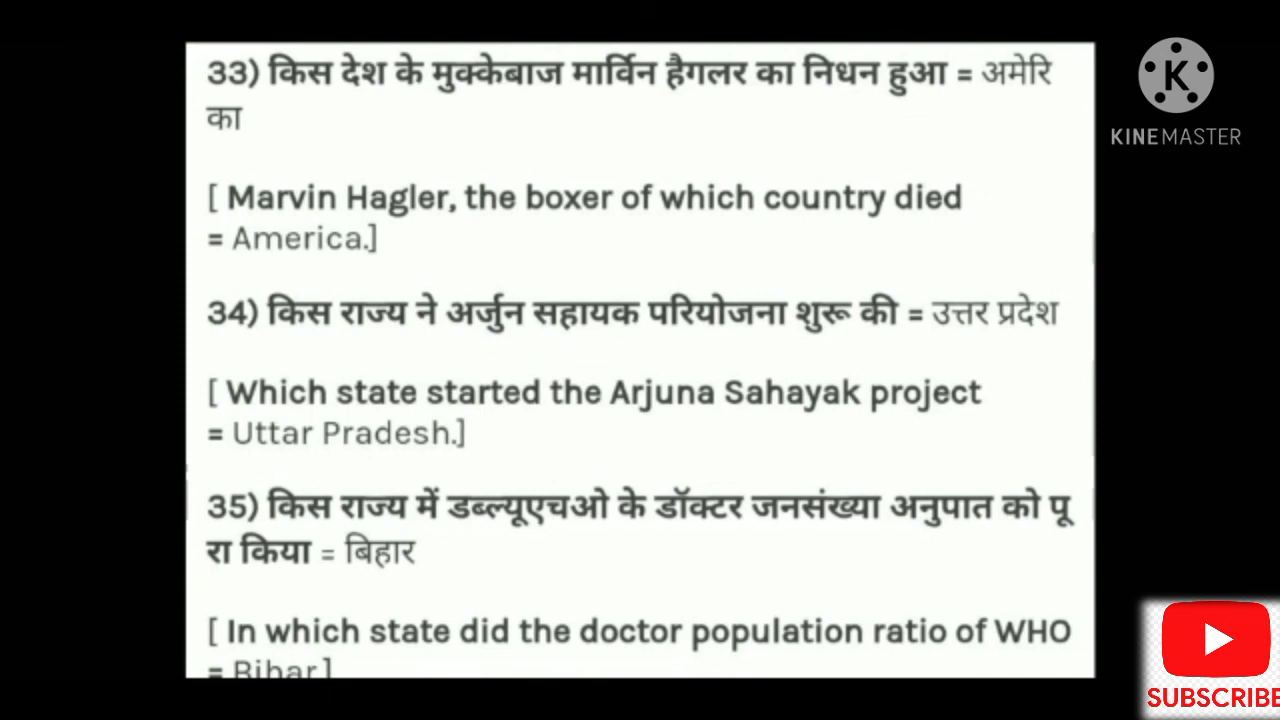 33) किस देश के मुक्केबाज मार्विन हैगलर का निधन हुआ = अमेरि
का
[ Marvin Hagler, the boxer of which country died
= America.]
34) किस राज्य ने अर्जुन सहायक परियोजना शुरू की = उत्तर प्रदेश
[ Which state started the Arjuna Sahayak project
= Uttar Pradesh.]
35) किस राज्य में डब्ल्यूएचओ के डॉक्टर जनसंख्या अनुपात को पू
रा किया = बिहार
[ In which state did the doctor population ratio of WHO
= Bihar.]
K
KINEMASTER
SUBSCRIBE